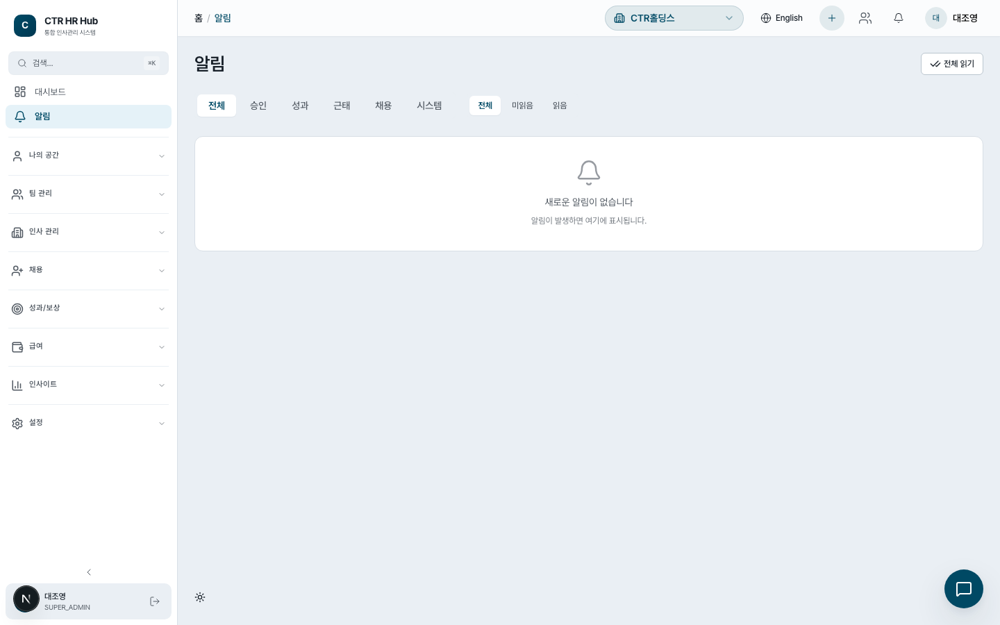 C
CTR HR Hub
통합 인사관리 시스템
검색...
⌘K
대시보드
알림
나의 공간
팀 관리
인사 관리
채용
성과/보상
급여
인사이트
설정
N
대조영
SUPER_ADMIN
홈 / 알림
CTR홀딩스
English
대
대조영
알림
전체 읽기
전체
승인
성과
근태
채용
시스템
전체
미읽음
읽음
새로운 알림이 없습니다
알림이 발생하면 여기에 표시됩니다.